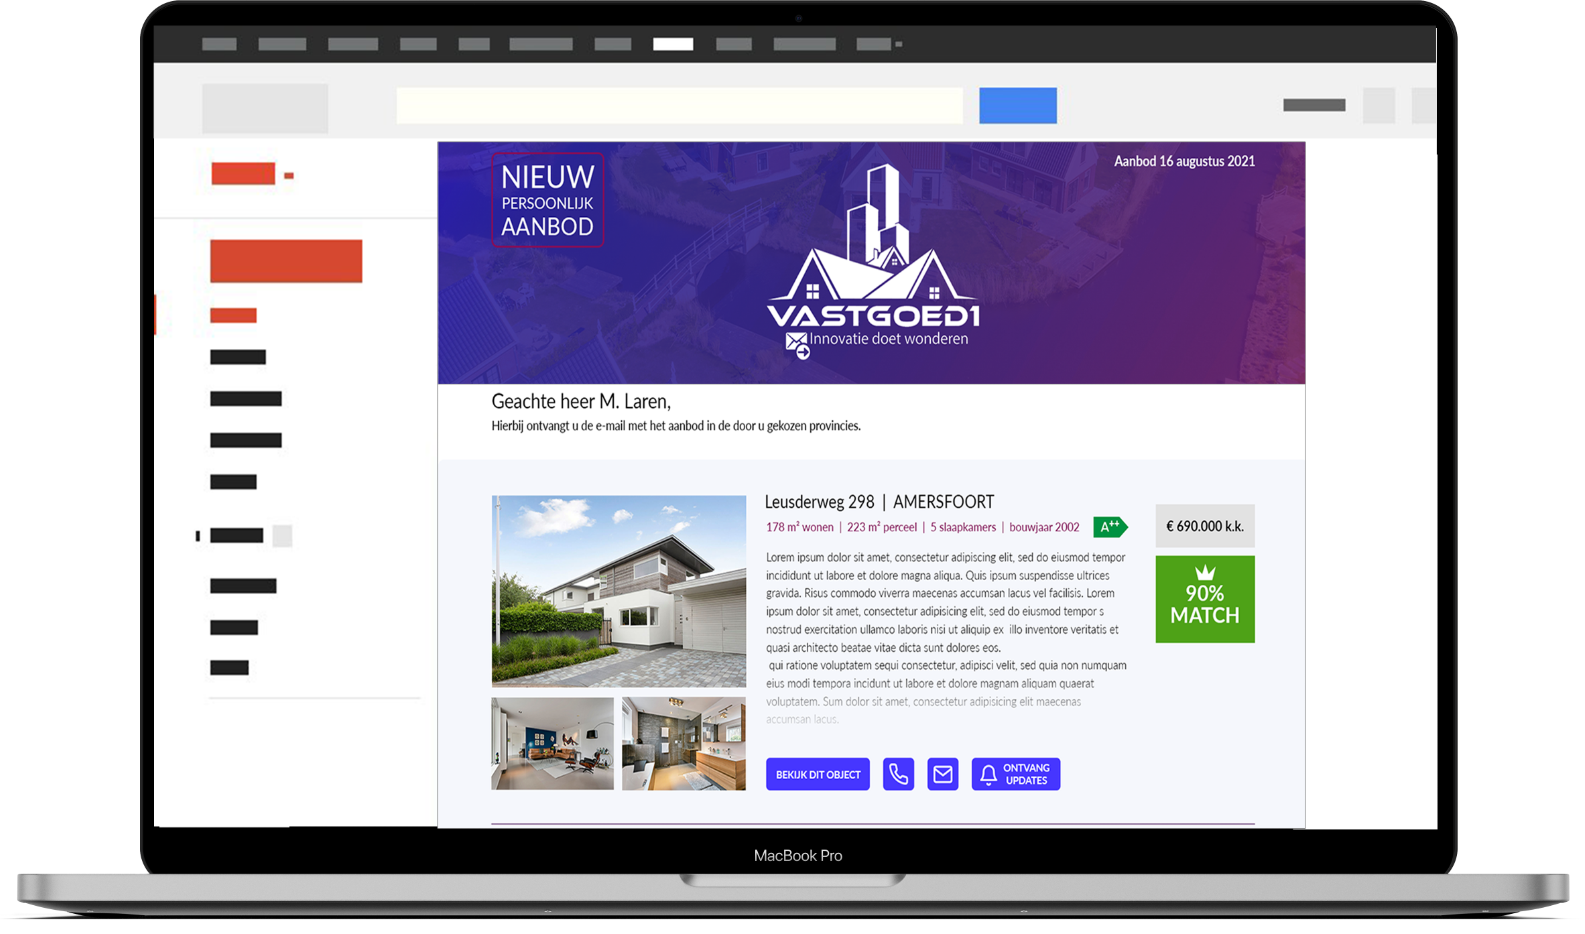 NIEUW
PERSOONLIJK
AANBOD
Aanbod 16 augustus 2021
VASTGOED1
Innovatie doet wonderen
Geachte heer M. Laren,
Hierbij ontvangt u de e-mail met het aanbod in de door u gekozen provincies.
Leusderweg 298 | AMERSFOORT
178 m² wonen | 223 m² perceel | 5 slaapkamers | bouwjaar 2002
A++
€ 690.000 k.k.
90%
MATCH
Lorem ipsum dolor sit amet, consectetur adipiscing elit, sed do eiusmod tempor
incididunt ut labore et dolore magna aliqua. Quis ipsum suspendisse ultrices
gravida. Risus commodo viverra maecenas accumsan lacus vel facilisis. Lorem
ipsum dolor sit amet, consectetur adipisicing elit, sed do eiusmod tempor s
nostrud exercitation ullamco laboris nisi ut aliquip ex illo inventore veritatis et
quasi architecto beatae vitae dicta sunt dolores eos.
qui ratione voluptatem sequi consectetur, adipisci velit, sed quia non numquam
eius modi tempora incidunt ut labore et dolore magnam aliquam quaerat
voluptatem. Sum dolor sit amet, consectetur adipisicing elit maecenas
accumsan lacus.
BEKIJK DIT OBJECT
ONTVANG
UPDATES
MacBook Pro